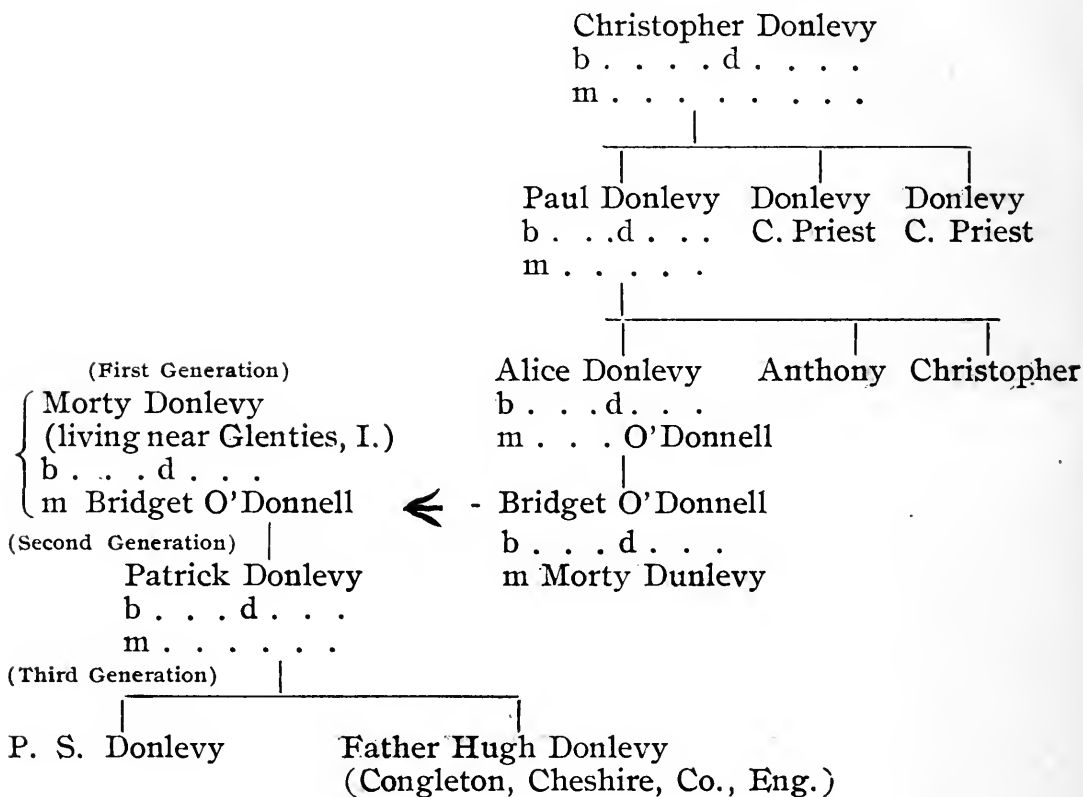 Christopher Donlevy
b . . . . d . . . .
m . . . . . . . .
Paul Donlevy Donlevy Donlevy
b . . .d . . . C. Priest C. Priest
m . . . . .
(First Generation) Alice Donlevy Anthony Christopher
Morty Donlevy b . . .d. . .
(living near Glenties, I.) m . . . O'Donnell
b . . . d . . .
m Bridget O'Donnell - Bridget O'Donnell
(Second Generation) b . . . d . . .
Patrick Donlevy m Morty Dunlevy
b . . . d . . .
m . . . . . .
(Third Generation)
P. S. Donlevy Father Hugh Donlevy
(Congleton, Cheshire, Co., Eng.)